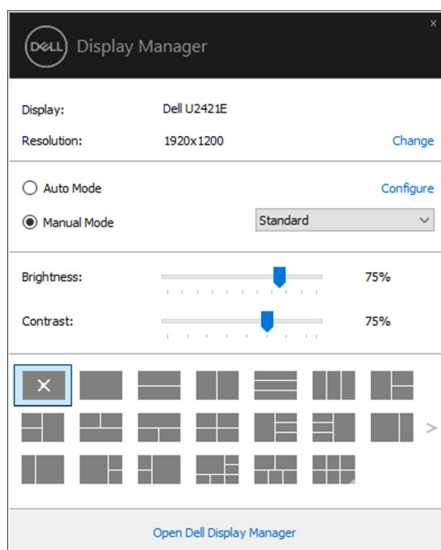 x
DELL Display Manager
Display: Dell U2421E
Resolution: 1920x1200 Change
Auto Mode Configure
Manual Mode Standard
Brightness: 75%
Contrast: 75%
Open Dell Display Manager